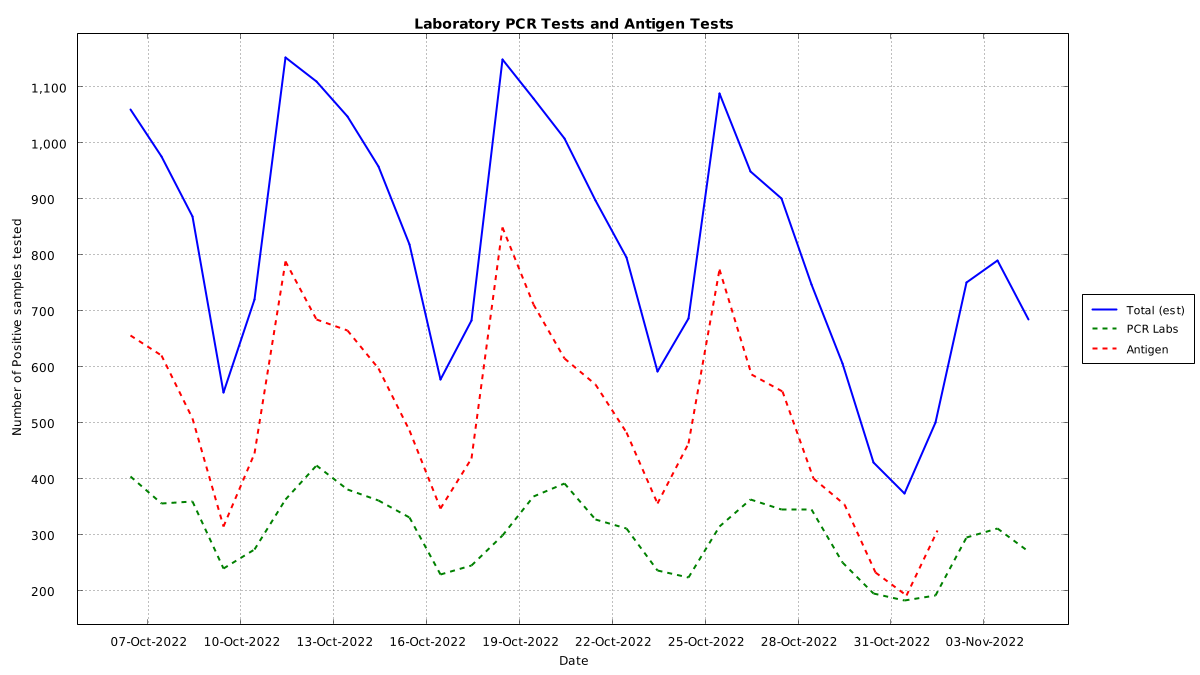 Laboratory PCR Tests and Antigen Tests
Number of Positive samples tested
1,100
1,000
900
800
700
600
500
400
300
200
07-Oct-2022 10-Oct-2022 13-Oct-2022 16-Oct-2022 19-Oct-2022 22-Oct-2022 25-Oct-2022 28-Oct-2022 31-Oct-2022 03-Nov-2022
Date
Total (est)
PCR Labs
Antigen